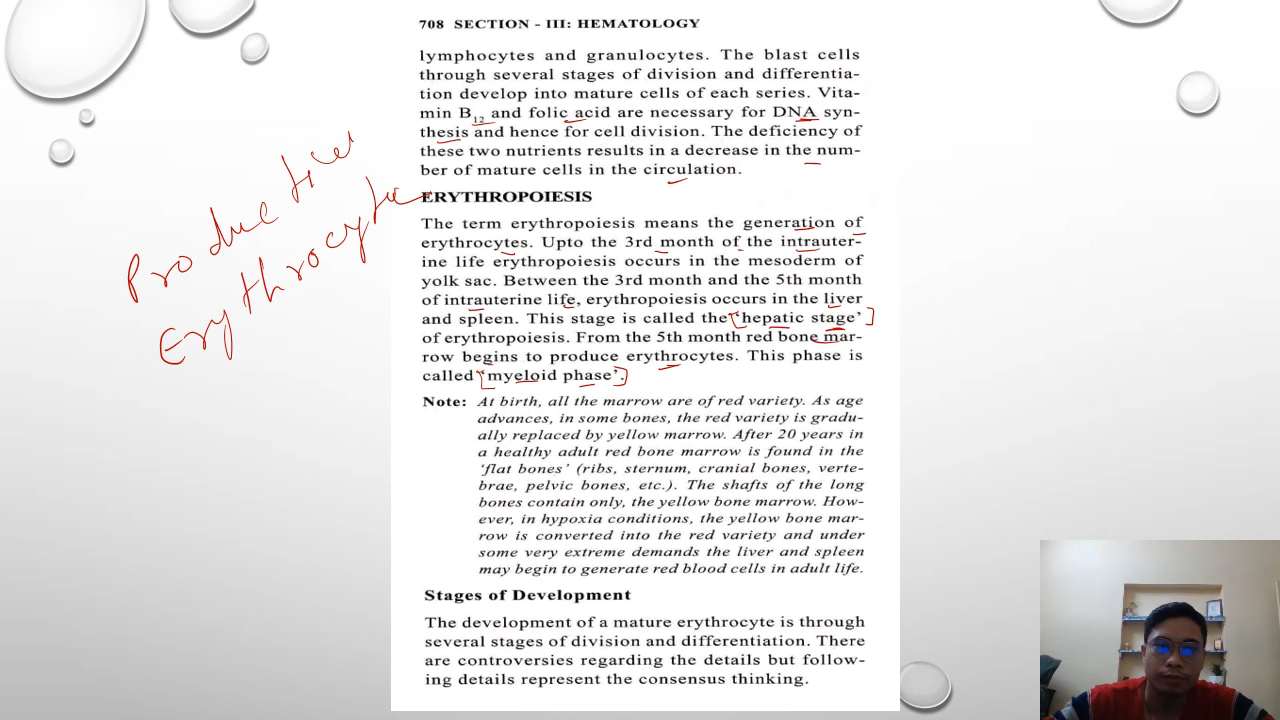 708 SECTION - III: HEMATOLOGY
lymphocytes and granulocytes. The blast cells
through several stages of division and differentia-
tion develop into mature cells of each series. Vita-
min B12 and folic acid are necessary for DNA syn-
thesis and hence for cell division. The deficiency of
these two nutrients results in a decrease in the num-
ber of mature cells in the circulation.
ERYTHROPOIESIS
The term erythropoiesis means the generation of
erythrocytes. Upto the 3rd month of the intrauter-
ine life erythropoiesis occurs in the mesoderm of
yolk sac. Between the 3rd month and the 5th month
of intrauterine life, erythropoiesis occurs in the liver
and spleen. This stage is called the 'hepatic stage'
of erythropoiesis. From the 5th month red bone mar-
row begins to produce erythrocytes. This phase is
called 'myeloid phase'.
Note: At birth, all the marrow are of red variety. As age
advances, in some bones, the red variety is gradu-
ally replaced by yellow marrow. After 20 years in
a healthy adult red bone marrow is found in the
'flat bones' (ribs, sternum, cranial bones, verte-
brae, pelvic bones, etc.). The shafts of the long
bones contain only, the yellow bone marrow. How-
ever, in hypoxia conditions, the yellow bone mar-
row is converted into the red variety and under
some very extreme demands the liver and spleen
may begin to generate red blood cells in adult life.
Stages of Development
The development of a mature erythrocyte is through
several stages of division and differentiation. There
are controversies regarding the details but follow-
ing details represent the consensus thinking.